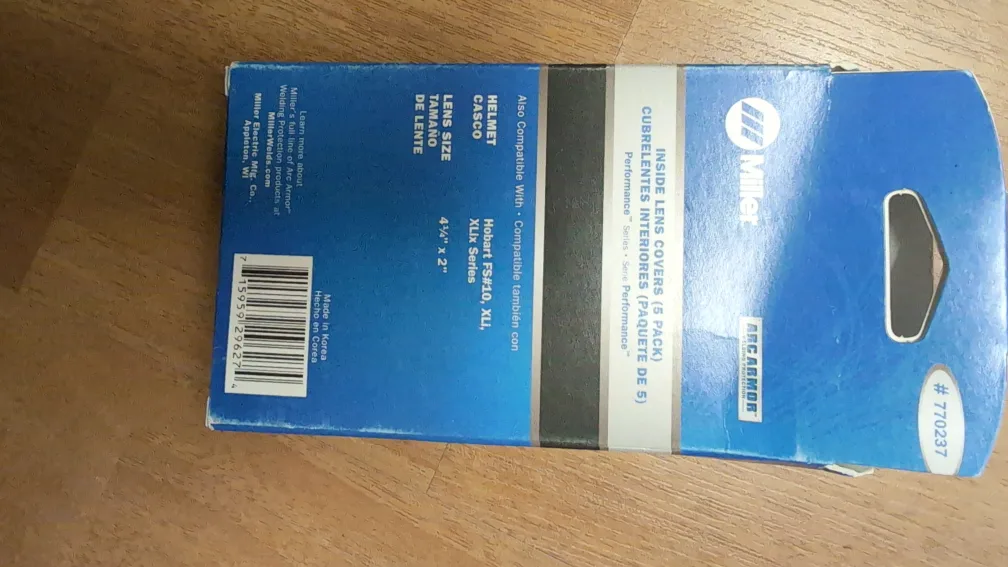 # 770237
Miller
ARCARMOR
INSIDE LENS COVERS (5 PACK)
CUBRELENTES INTERIORES (PAQUETE DE 5)
Performance™ Series • Serie Performance™
Also Compatible With • Compatible también con
HELMET
CASCO
Hobart FS#10, XLi,
XLix Series
LENS SIZE
TAMAÑO
DE LENTE
4¼" x 2"
Learn more about
Miller's full line of Arc Armor™
Welding Protection products at
MillerWelds.com
Miller Electric Mfg. Co.,
Appleton, WI
Made in Korea
Hecho en Corea
7 15959 29627 4